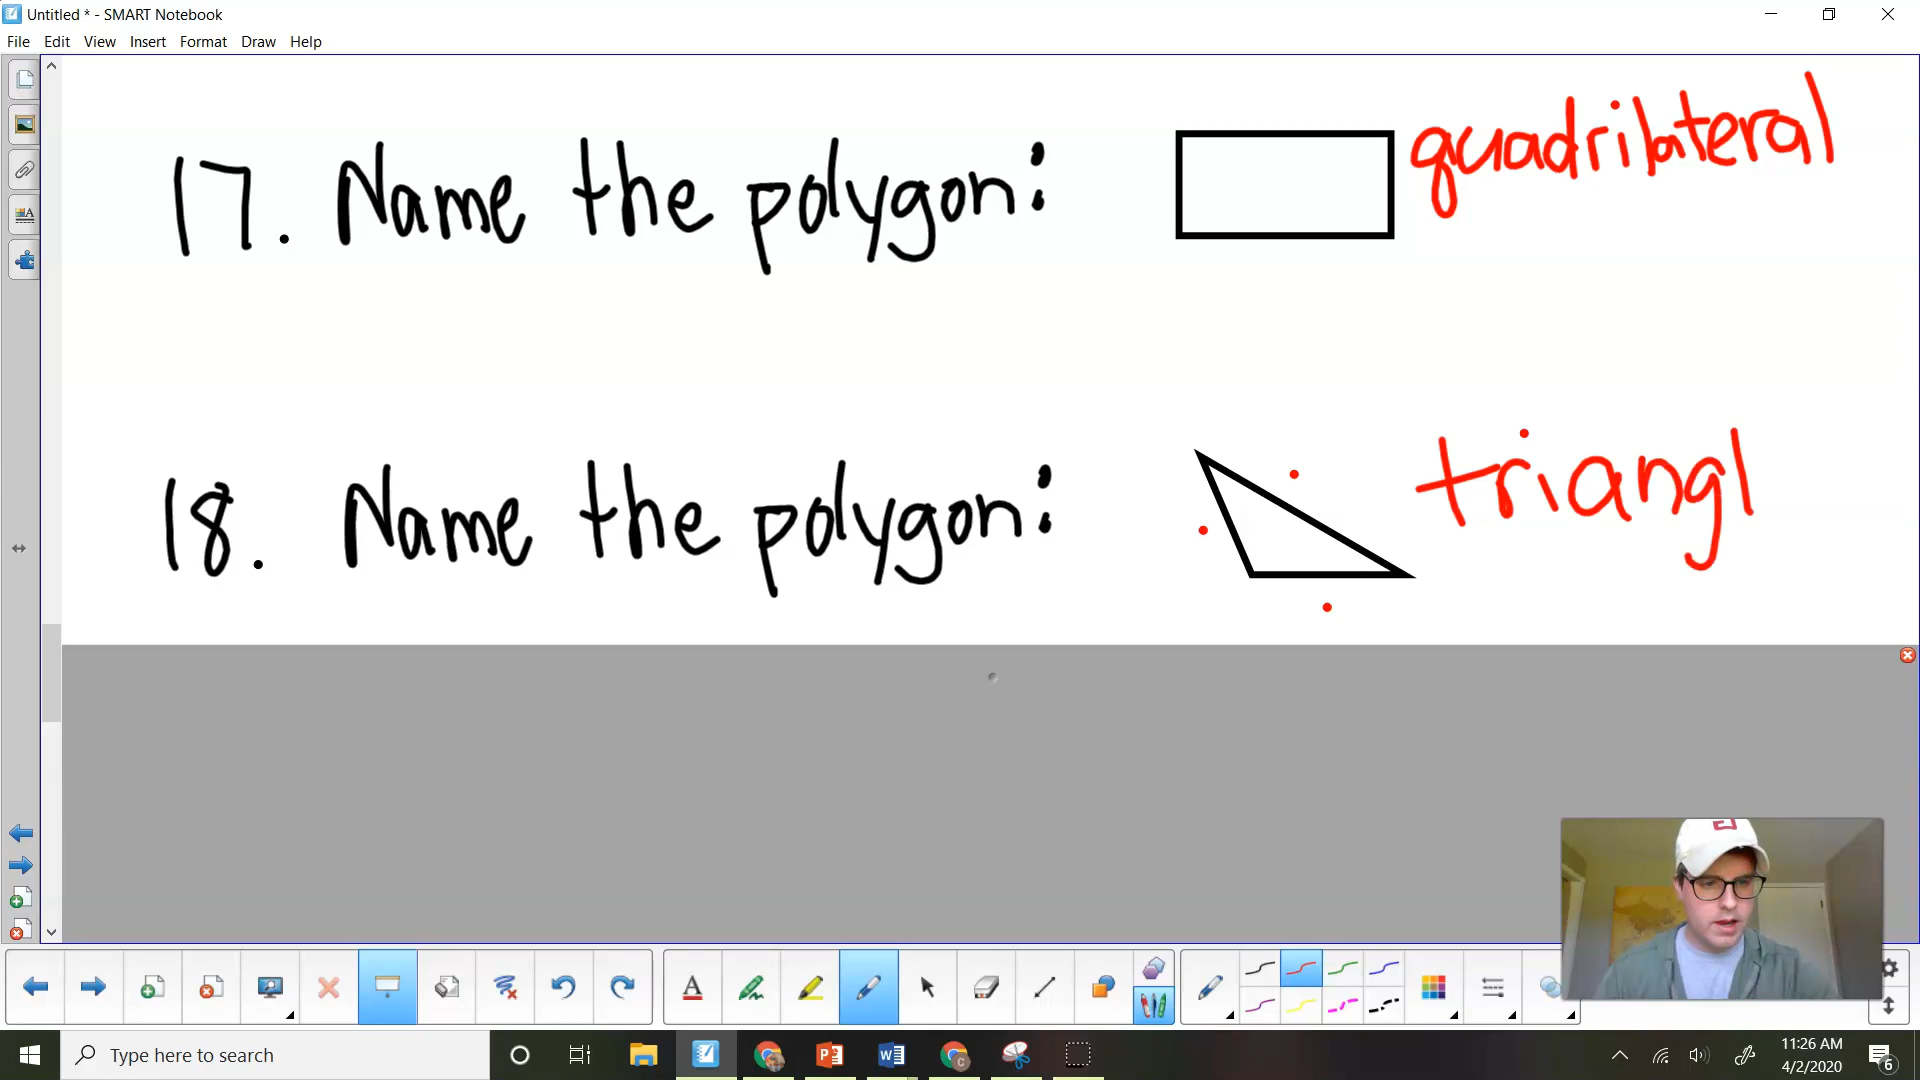 Untitled * - SMART Notebook
File Edit View Insert Format Draw Help
17. Name the polygon: quadrilateral
18. Name the polygon: triangl
Type here to search
11:26 AM
4/2/2020
6